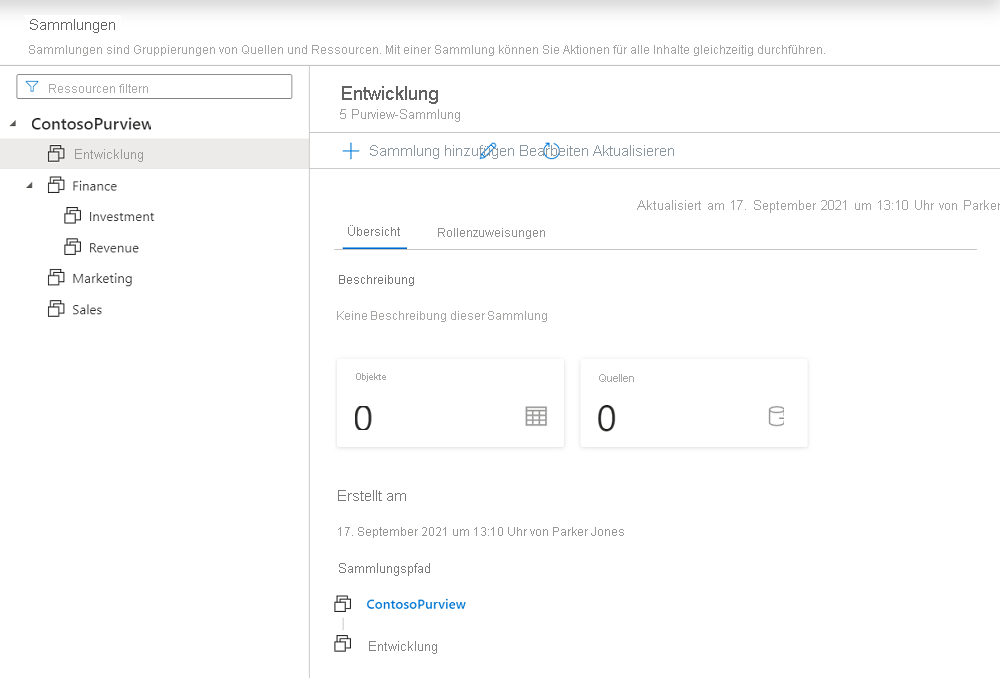 Sammlungen
Sammlungen sind Gruppierungen von Quellen und Ressourcen. Mit einer Sammlung können Sie Aktionen für alle Inhalte gleichzeitig durchführen.
Ressourcen filtern
ContosoPurview
Entwicklung
Finance
Investment
Revenue
Marketing
Sales
Entwicklung
5 Purview-Sammlung
Sammlung hinzufügen Bearbeiten Aktualisieren
Aktualisiert am 17. September 2021 um 13:10 Uhr von Parker
Übersicht Rollenzuweisungen
Beschreibung
Keine Beschreibung dieser Sammlung
Objekte
0
Quellen
0
Erstellt am
17. September 2021 um 13:10 Uhr von Parker Jones
Sammlungspfad
ContosoPurview
Entwicklung